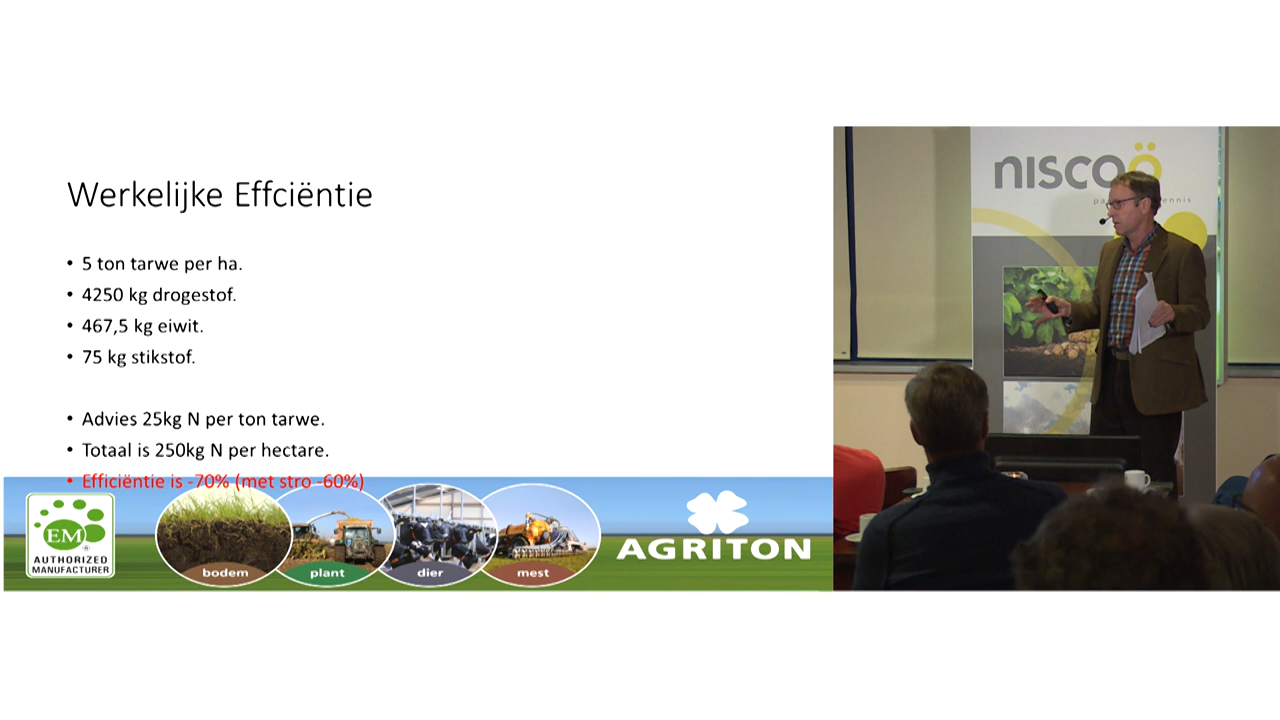 Werkelijke Effciëntie
• 5 ton tarwe per ha.
• 4250 kg drogestof.
• 467,5 kg eiwit.
• 75 kg stikstof.
• Advies 25kg N per ton tarwe.
• Totaal is 250kg N per hectare.
• Efficiëntie is -70% (met stro -60%)
EM®
AUTHORIZED
MANUFACTURER
bodem
plant
dier
mest
AGRITON
niscoö